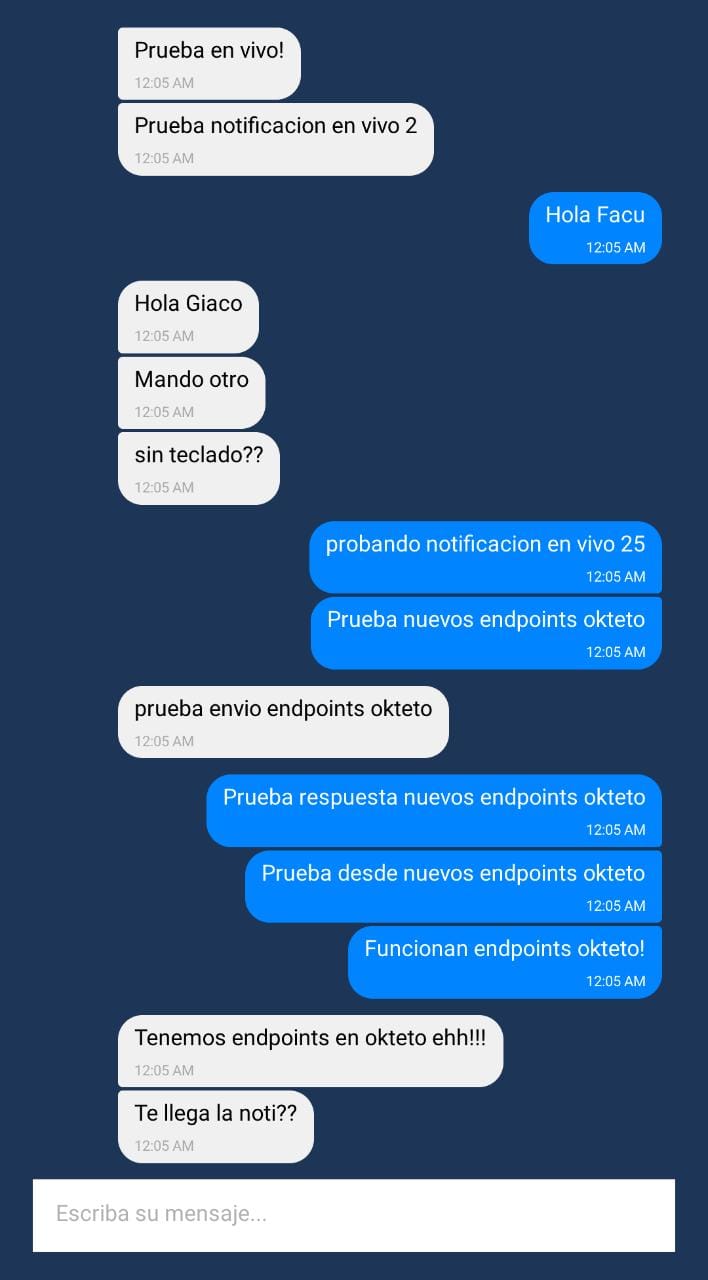 Prueba en vivo!
12:05 AM
Prueba notificacion en vivo 2
12:05 AM
Hola Facu
12:05 AM
Hola Giaco
12:05 AM
Mando otro
12:05 AM
sin teclado??
12:05 AM
probando notificacion en vivo 25
12:05 AM
Prueba nuevos endpoints okteto
12:05 AM
prueba envio endpoints okteto
12:05 AM
Prueba respuesta nuevos endpoints okteto
12:05 AM
Prueba desde nuevos endpoints okteto
12:05 AM
Funcionan endpoints okteto!
12:05 AM
Tenemos endpoints en okteto ehh!!!
12:05 AM
Te llega la noti??
12:05 AM
Escriba su mensaje...